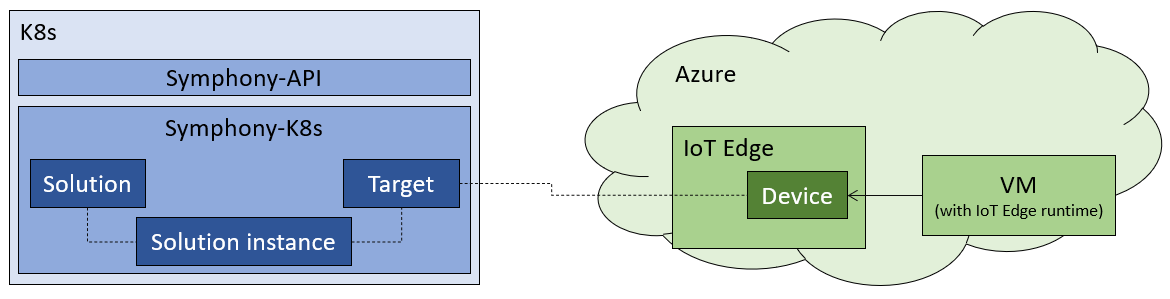 K8s
Symphony-API
Symphony-K8s
Solution
Target
Solution instance
Azure
IoT Edge
Device
VM
(with IoT Edge runtime)